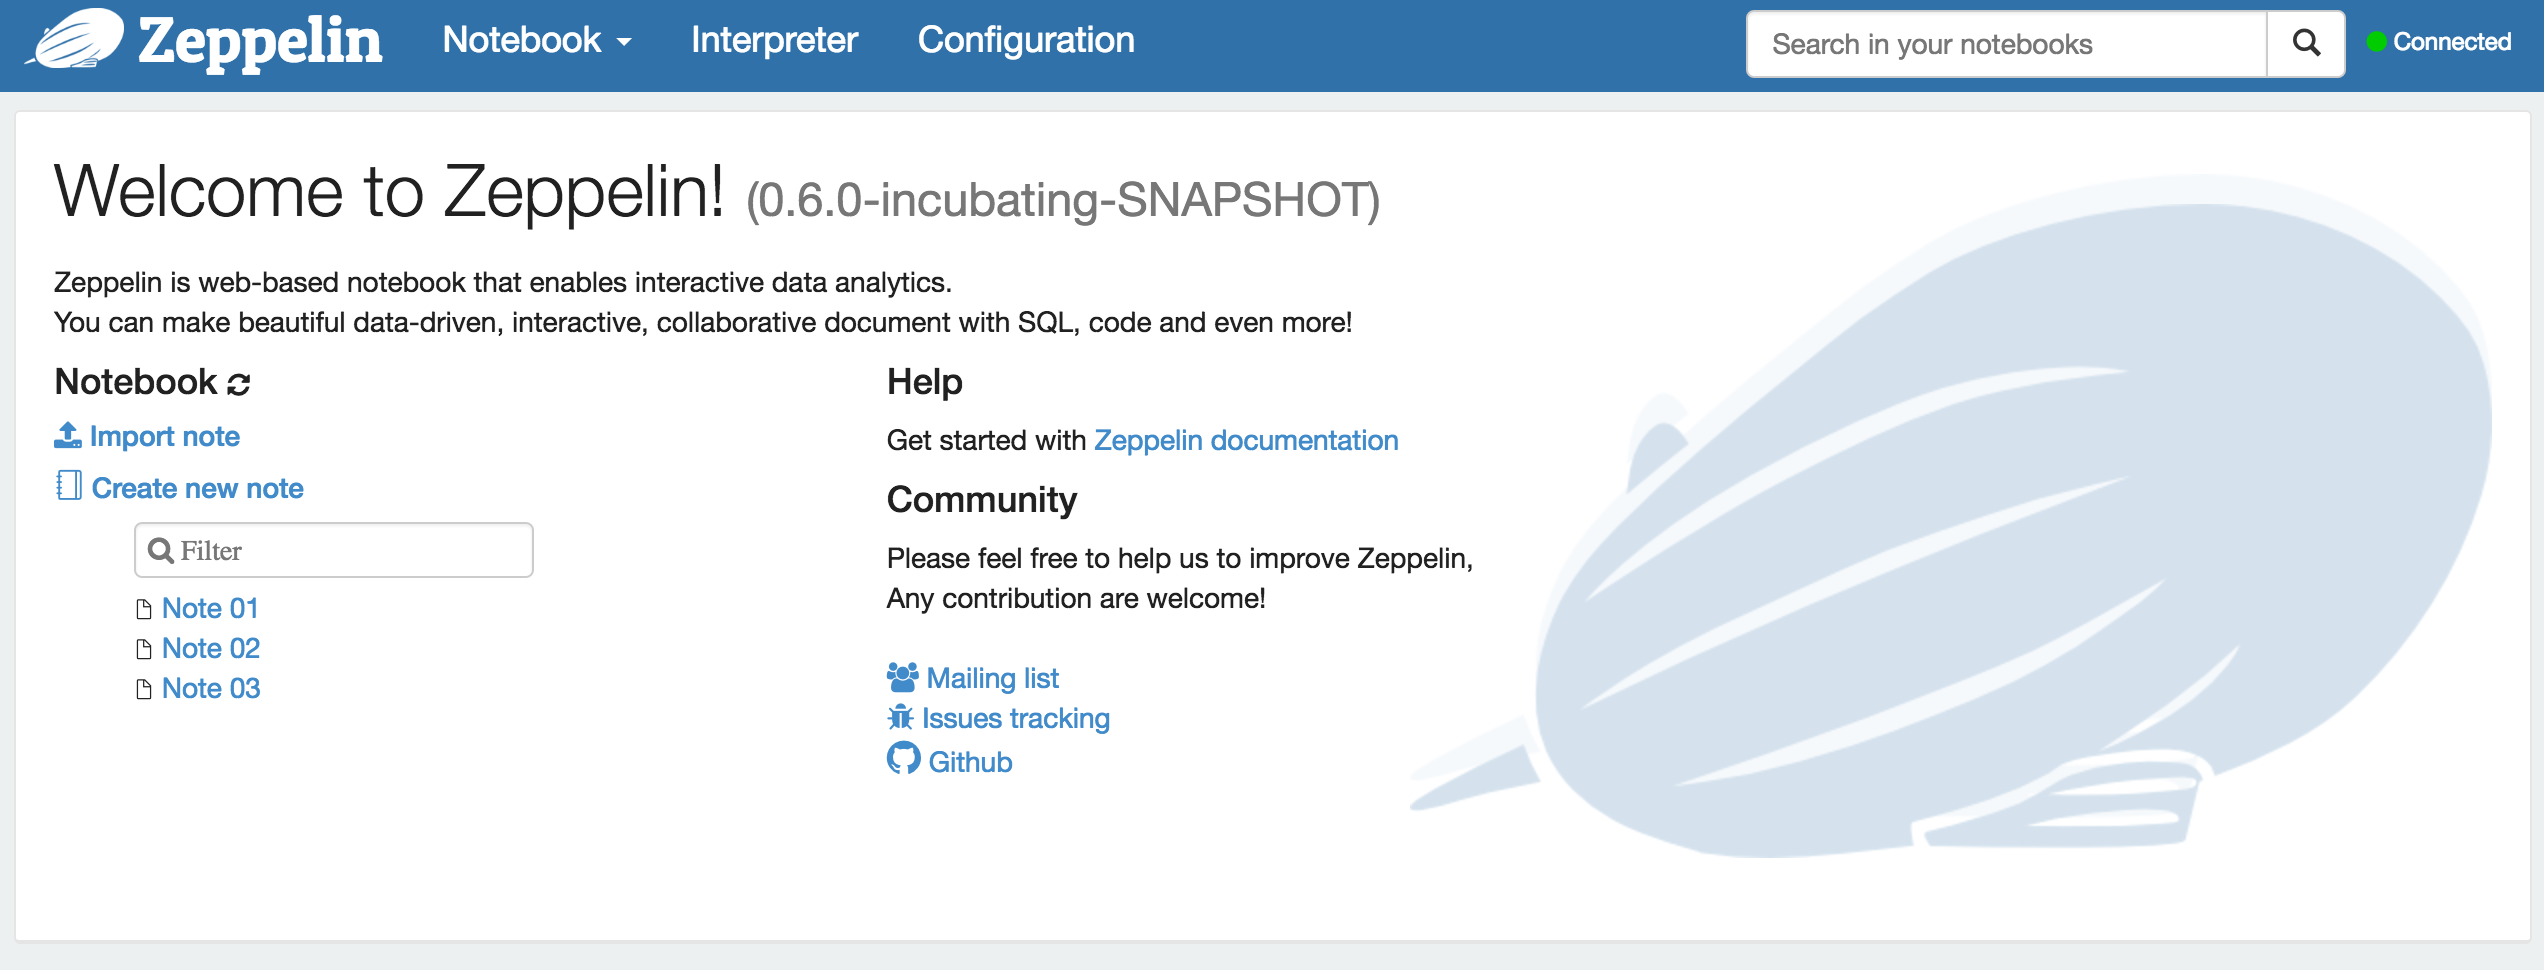 Zeppelin
Notebook
Interpreter
Configuration
Search in your notebooks
Connected
Welcome to Zeppelin! (0.6.0-incubating-SNAPSHOT)
Zeppelin is web-based notebook that enables interactive data analytics.
You can make beautiful data-driven, interactive, collaborative document with SQL, code and even more!
Notebook
Import note
Create new note
Filter
Note 01
Note 02
Note 03
Help
Get started with Zeppelin documentation
Community
Please feel free to help us to improve Zeppelin,
Any contribution are welcome!
Mailing list
Issues tracking
Github